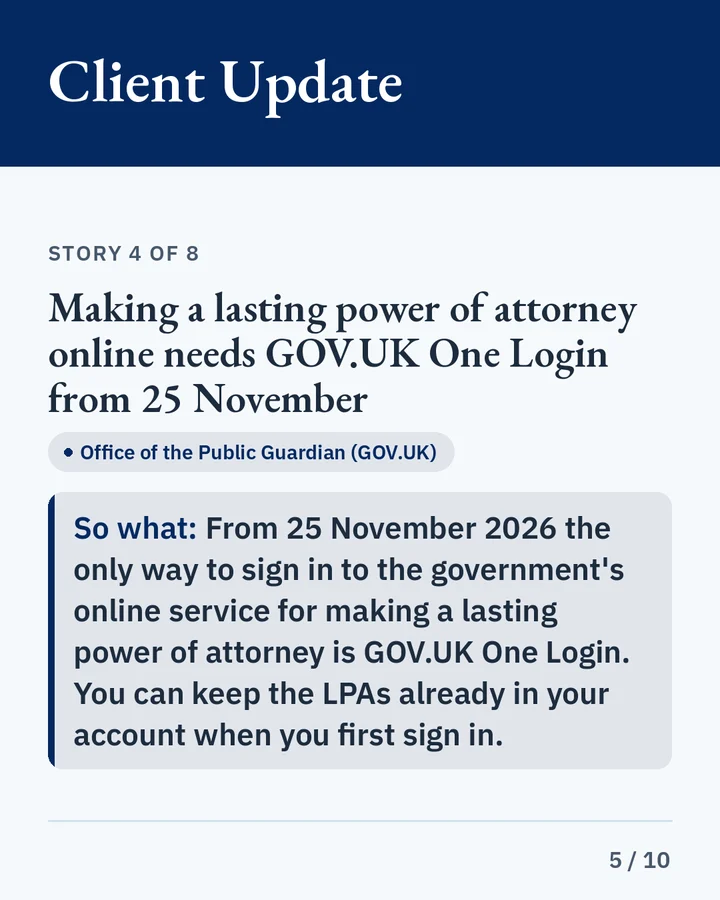 Client Update
STORY 4 OF 8
Making a lasting power of attorney
online needs GOV.UK One Login
from 25 November
Office of the Public Guardian (GOV.UK)
So what: From 25 November 2026 the
only way to sign in to the government's
online service for making a lasting
power of attorney is GOV.UK One Login.
You can keep the LPAs already in your
account when you first sign in.
5 / 10